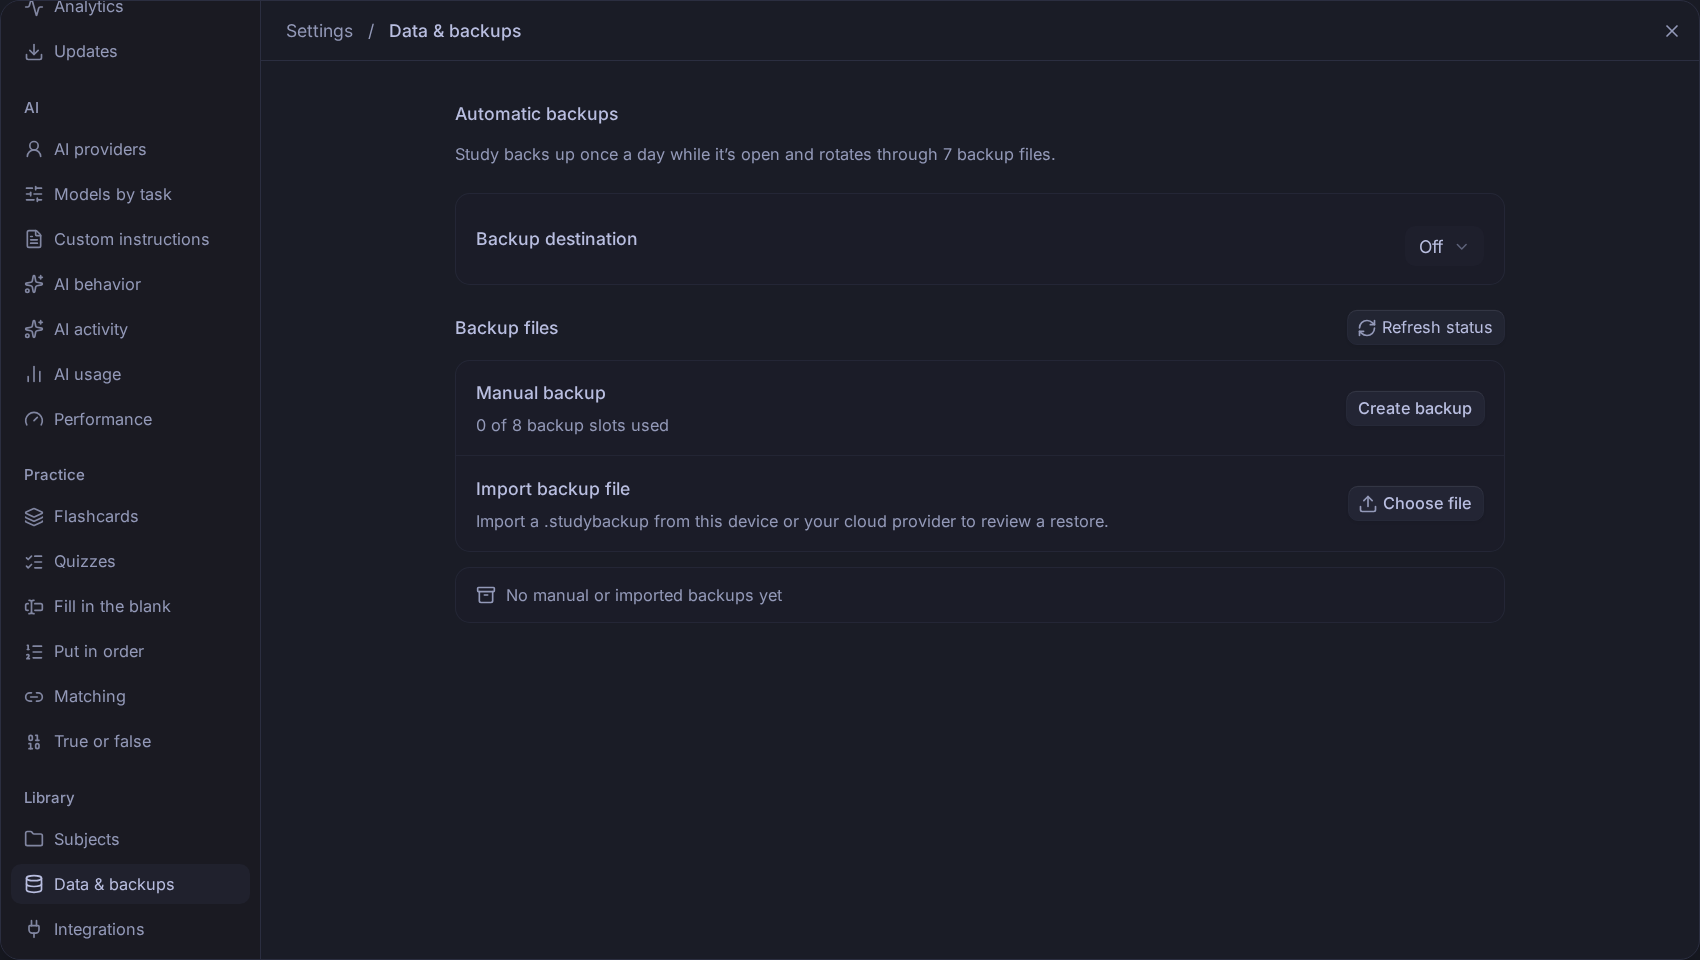 Analytics
Updates
AI
AI providers
Models by task
Custom instructions
AI behavior
AI activity
AI usage
Performance
Practice
Flashcards
Quizzes
Fill in the blank
Put in order
Matching
True or false
Library
Subjects
Data & backups
Integrations
Settings / Data & backups
Automatic backups
Study backs up once a day while it’s open and rotates through 7 backup files.
Backup destination
Off
Backup files
Refresh status
Manual backup
0 of 8 backup slots used
Create backup
Import backup file
Import a .studybackup from this device or your cloud provider to review a restore.
Choose file
No manual or imported backups yet